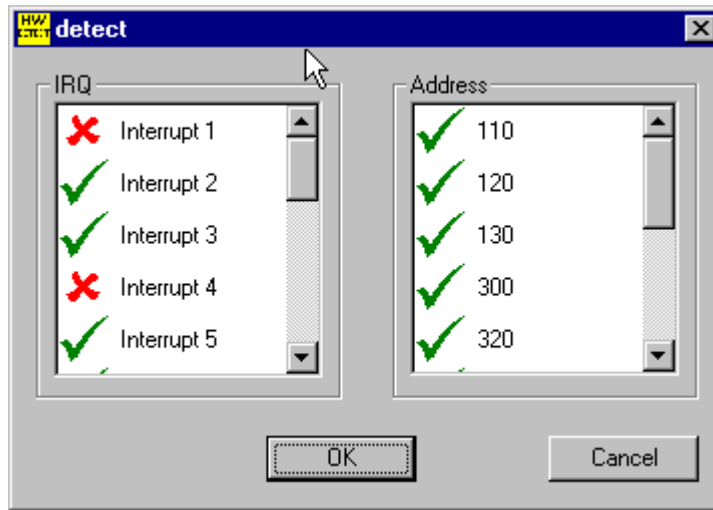 HW
DETECT
detect
IRQ
Interrupt 1
Interrupt 2
Interrupt 3
Interrupt 4
Interrupt 5
Address
110
120
130
300
320
OK
Cancel